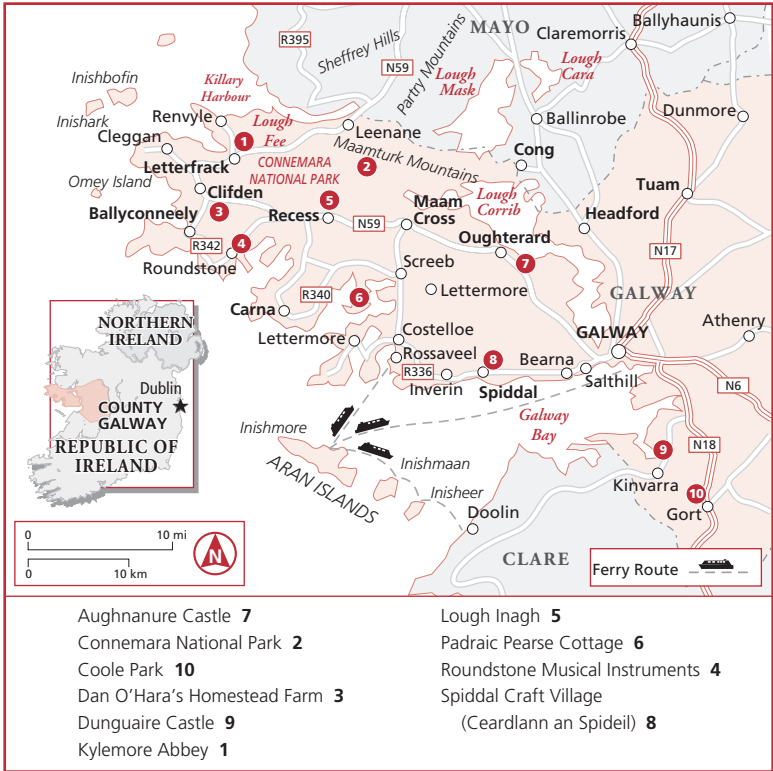 MAYO
Ballyhaunis
Claremorris
R395
Sheffrey Hills
N59
Partry Mountains
Lough
Mask
Lough
Cara
Inishbofin
Killary
Harbour
Renvyle
Lough
Fee
Inishark
Cleggan
1
Leenane
Ballinrobe
Dunmore
Letterfrack
CONNEMARA
NATIONAL PARK
2
Maamturk Mountains
Cong
Omey Island
Clifden
5
Maam
Cross
Lough
Corrib
Tuam
Ballyconneely
3
Recess
N59
Headford
R342
4
Oughterard
7
N17
Roundstone
Screeb
GALWAY
R340
6
Lettermore
Carna
Costelloe
GALWAY
Athenry
Lettermore
Rossaveel
8
Bearna
R336
Salthill
Inverin
Spiddal
N6
NORTHERN
IRELAND
Dublin
COUNTY
GALWAY
REPUBLIC OF
IRELAND
Galway
Bay
Inishmore
9
N18
Inishmaan
Kinvarra
10
ARAN ISLANDS
Inisheer
Gort
Doolin
CLARE
0 10 mi
0 10 km
N
Ferry Route
Aughnanure Castle 7
Connemara National Park 2
Coole Park 10
Dan O’Hara’s Homestead Farm 3
Dunguaire Castle 9
Kylemore Abbey 1
Lough Inagh 5
Padraic Pearse Cottage 6
Roundstone Musical Instruments 4
Spiddal Craft Village
(Ceardlann an Spideil) 8